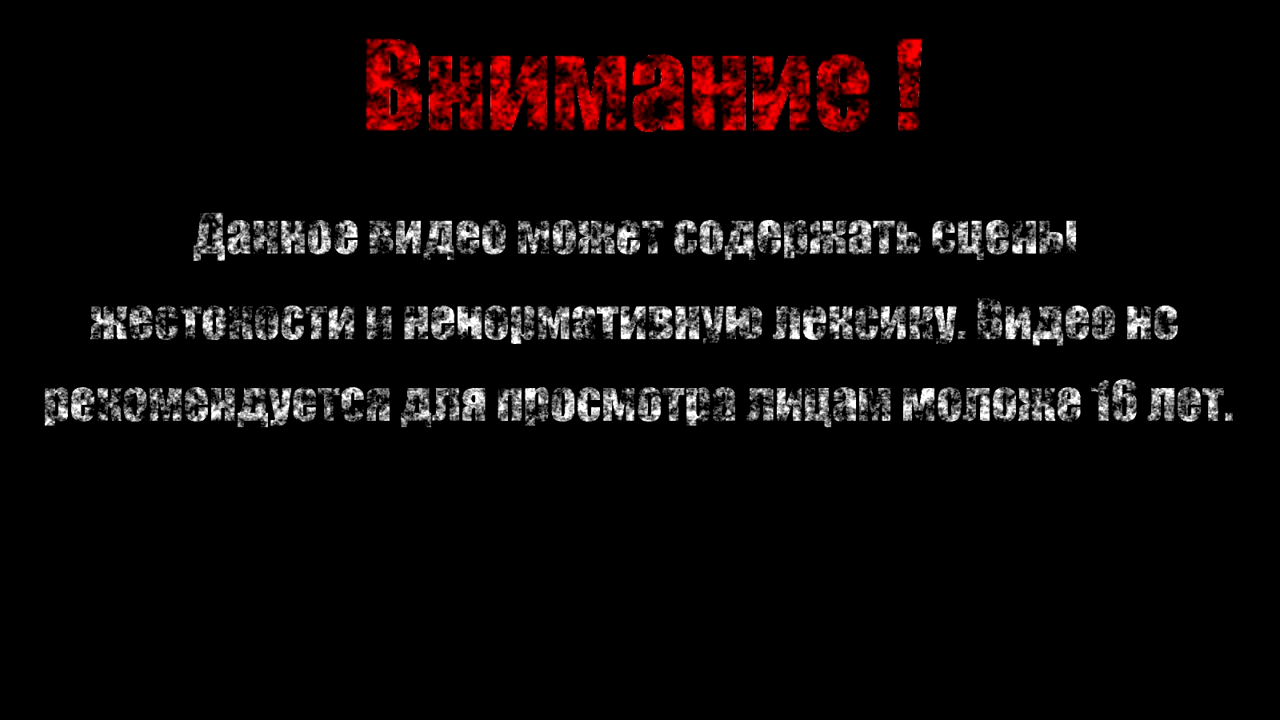 Внимание !
Данное видео может содержать сцены
жестокости и ненормативную лексику. Видео не
рекомендуется для просмотра лицам моложе 16 лет.